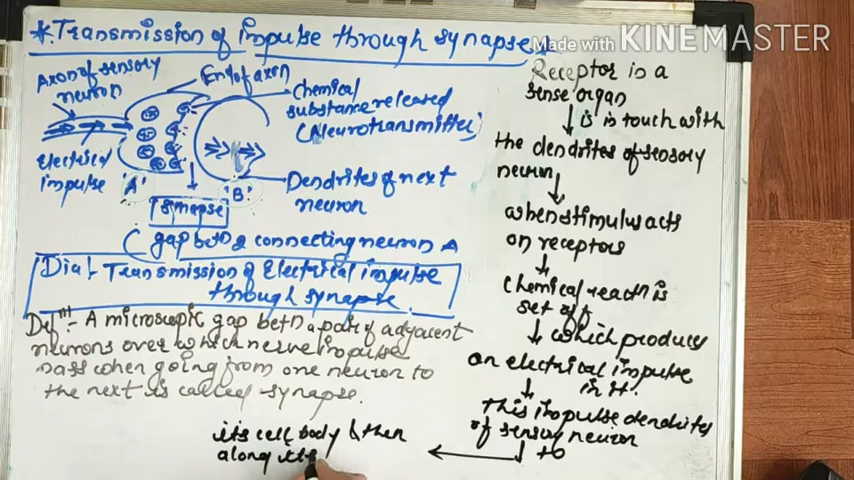 *Transmission of impulse through synapse*
Made with KINEMASTER
Axon of sensory
neuron
End of axon
Chemical
substance released
(Neurotransmitter)
Electrical
impulse
'A'
'B'
Dendrites of next
neuron
Synapse
( gap betn 2 connecting neuron A
Dia:- Transmission of Electrical impulse
through synapse.
Defn:- A microscopic gap betn a pair of adjacent
neurons over which nerve impulse
pass when going from one neuron to
the next is called synapse.
Receptor is a
sense organ
is in touch with
the dendrites of sensory
neuron
when stimulus acts
on receptors
chemical reactn is
set off
which produces
an electrical impulse
in it.
This impulse dendrites
of sensory neuron
to
its cell body & then
along its